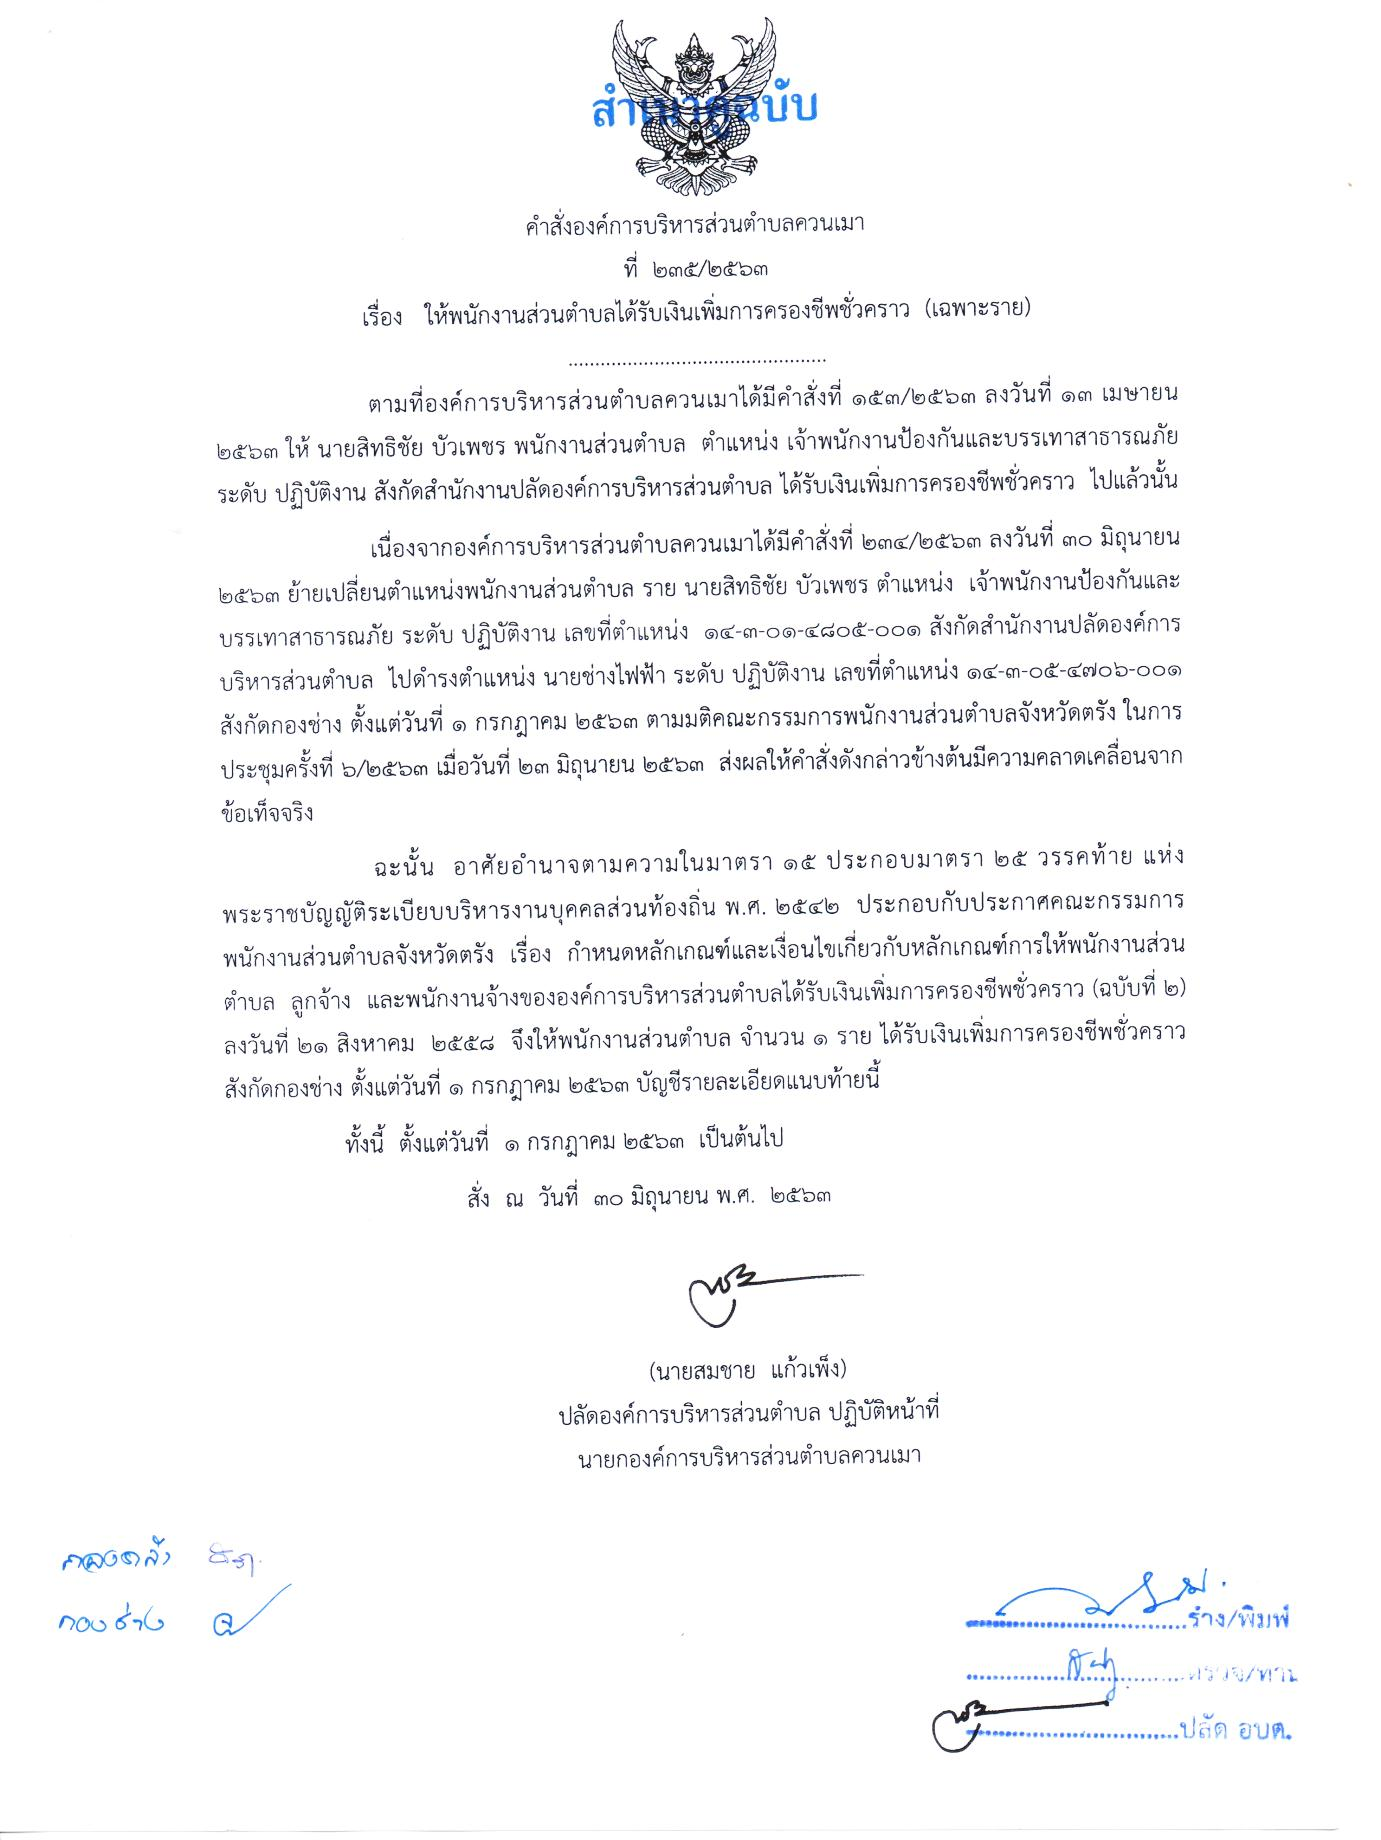 สำเนาคู่ฉบับ
คำสั่งองค์การบริหารส่วนตำบลควนเมา
ที่ ๒๓๕/๒๕๖๓
เรื่อง ให้พนักงานส่วนตำบลได้รับเงินเพิ่มการครองชีพชั่วคราว (เฉพาะราย)
.................................................
ตามที่องค์การบริหารส่วนตำบลควนเมาได้มีคำสั่งที่ ๑๕๓/๒๕๖๓ ลงวันที่ ๑๓ เมษายน
๒๕๖๓ ให้ นายสิทธิชัย บัวเพชร พนักงานส่วนตำบล ตำแหน่ง เจ้าพนักงานป้องกันและบรรเทาสาธารณภัย
ระดับ ปฏิบัติงาน สังกัดสำนักงานปลัดองค์การบริหารส่วนตำบล ได้รับเงินเพิ่มการครองชีพชั่วคราว ไปแล้วนั้น
เนื่องจากองค์การบริหารส่วนตำบลควนเมาได้มีคำสั่งที่ ๒๓๔/๒๕๖๓ ลงวันที่ ๓๐ มิถุนายน
๒๕๖๓ ย้ายเปลี่ยนตำแหน่งพนักงานส่วนตำบล ราย นายสิทธิชัย บัวเพชร ตำแหน่ง เจ้าพนักงานป้องกันและ
บรรเทาสาธารณภัย ระดับ ปฏิบัติงาน เลขที่ตำแหน่ง ๑๔-๓-๐๑-๔๘๐๕-๐๐๑ สังกัดสำนักงานปลัดองค์การ
บริหารส่วนตำบล ไปดำรงตำแหน่ง นายช่างไฟฟ้า ระดับ ปฏิบัติงาน เลขที่ตำแหน่ง ๑๔-๓-๐๕-๔๗๐๖-๐๐๑
สังกัดกองช่าง ตั้งแต่วันที่ ๑ กรกฎาคม ๒๕๖๓ ตามมติคณะกรรมการพนักงานส่วนตำบลจังหวัดตรัง ในการ
ประชุมครั้งที่ ๖/๒๕๖๓ เมื่อวันที่ ๒๓ มิถุนายน ๒๕๖๓ ส่งผลให้คำสั่งดังกล่าวข้างต้นมีความคลาดเคลื่อนจาก
ข้อเท็จจริง
ฉะนั้น อาศัยอำนาจตามความในมาตรา ๑๕ ประกอบมาตรา ๒๕ วรรคท้าย แห่ง
พระราชบัญญัติระเบียบบริหารงานบุคคลส่วนท้องถิ่น พ.ศ. ๒๕๔๒ ประกอบกับประกาศคณะกรรมการ
พนักงานส่วนตำบลจังหวัดตรัง เรื่อง กำหนดหลักเกณฑ์และเงื่อนไขเกี่ยวกับหลักเกณฑ์การให้พนักงานส่วน
ตำบล ลูกจ้าง และพนักงานจ้างขององค์การบริหารส่วนตำบลได้รับเงินเพิ่มการครองชีพชั่วคราว (ฉบับที่ ๒)
ลงวันที่ ๒๑ สิงหาคม ๒๕๕๘ จึงให้พนักงานส่วนตำบล จำนวน ๑ ราย ได้รับเงินเพิ่มการครองชีพชั่วคราว
สังกัดกองช่าง ตั้งแต่วันที่ ๑ กรกฎาคม ๒๕๖๓ บัญชีรายละเอียดแนบท้ายนี้
ทั้งนี้ ตั้งแต่วันที่ ๑ กรกฎาคม ๒๕๖๓ เป็นต้นไป
สั่ง ณ วันที่ ๓๐ มิถุนายน พ.ศ. ๒๕๖๓
(นายสมชาย แก้วเพ็ง)
ปลัดองค์การบริหารส่วนตำบล ปฏิบัติหน้าที่
นายกองค์การบริหารส่วนตำบลควนเมา
กองคลัง
กองช่าง
ร่าง/พิมพ์
ตรวจ/ทาน
ปลัด อบต.